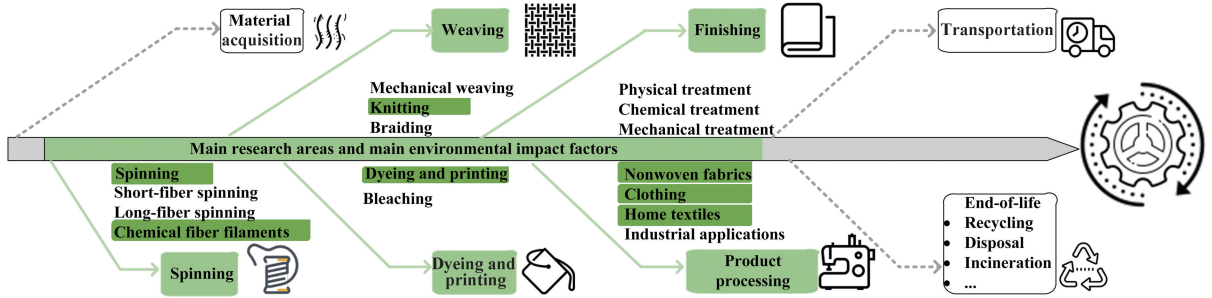 Material
acquisition
Weaving
Finishing
Transportation
Mechanical weaving
Knitting
Braiding
Physical treatment
Chemical treatment
Mechanical treatment
Main research areas and main environmental impact factors
Spinning
Short-fiber spinning
Long-fiber spinning
Chemical fiber filaments
Dyeing and printing
Bleaching
Nonwoven fabrics
Clothing
Home textiles
Industrial applications
Spinning
Dyeing and
printing
Product
processing
End-of-life
• Recycling
• Disposal
• Incineration
• ...